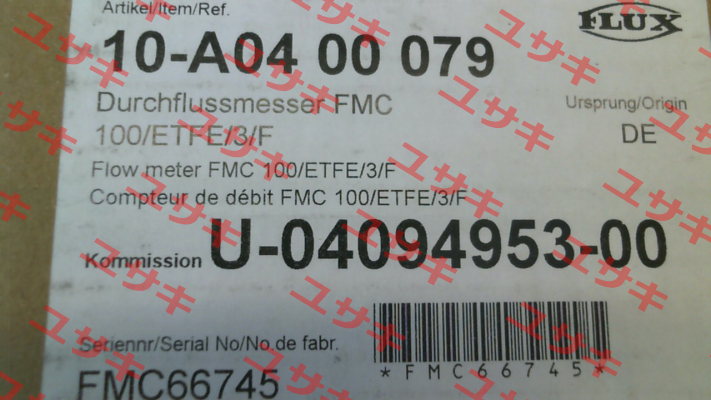 Artikel/Item/Ref.
FLUX
10-A04 00 079
Durchflussmesser FMC
100/ETFE/3/F
Ursprung/Origin
DE
Flow meter FMC 100/ETFE/3/F
Compteur de débit FMC 100/ETFE/3/F
Kommission U-04094953-00
Seriennr/Serial No/No.de fabr.
FMC66745
*FMC66745*
ユサキ